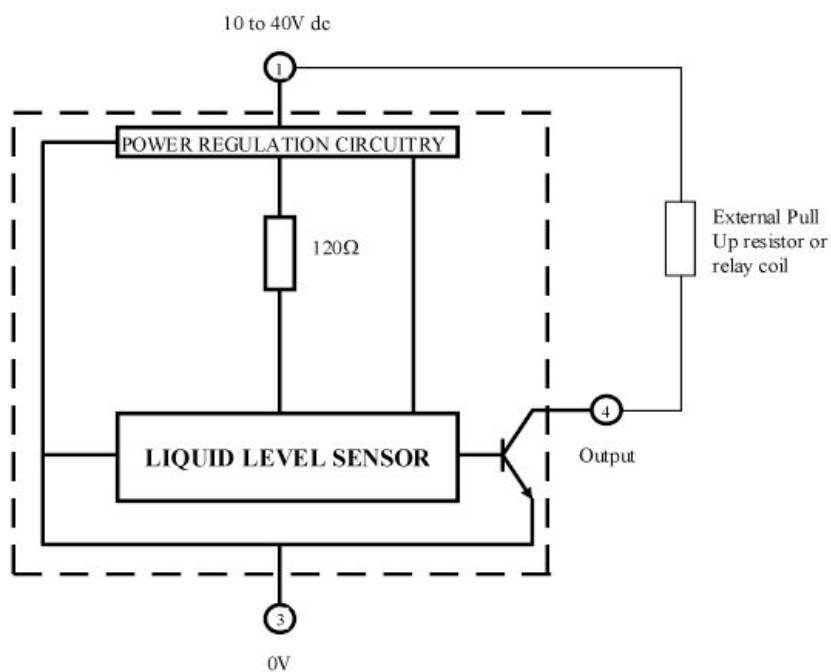 10 to 40V dc
1
POWER REGULATION CIRCUITRY
120Ω
External Pull
Up resistor or
relay coil
4
LIQUID LEVEL SENSOR
Output
3
0V